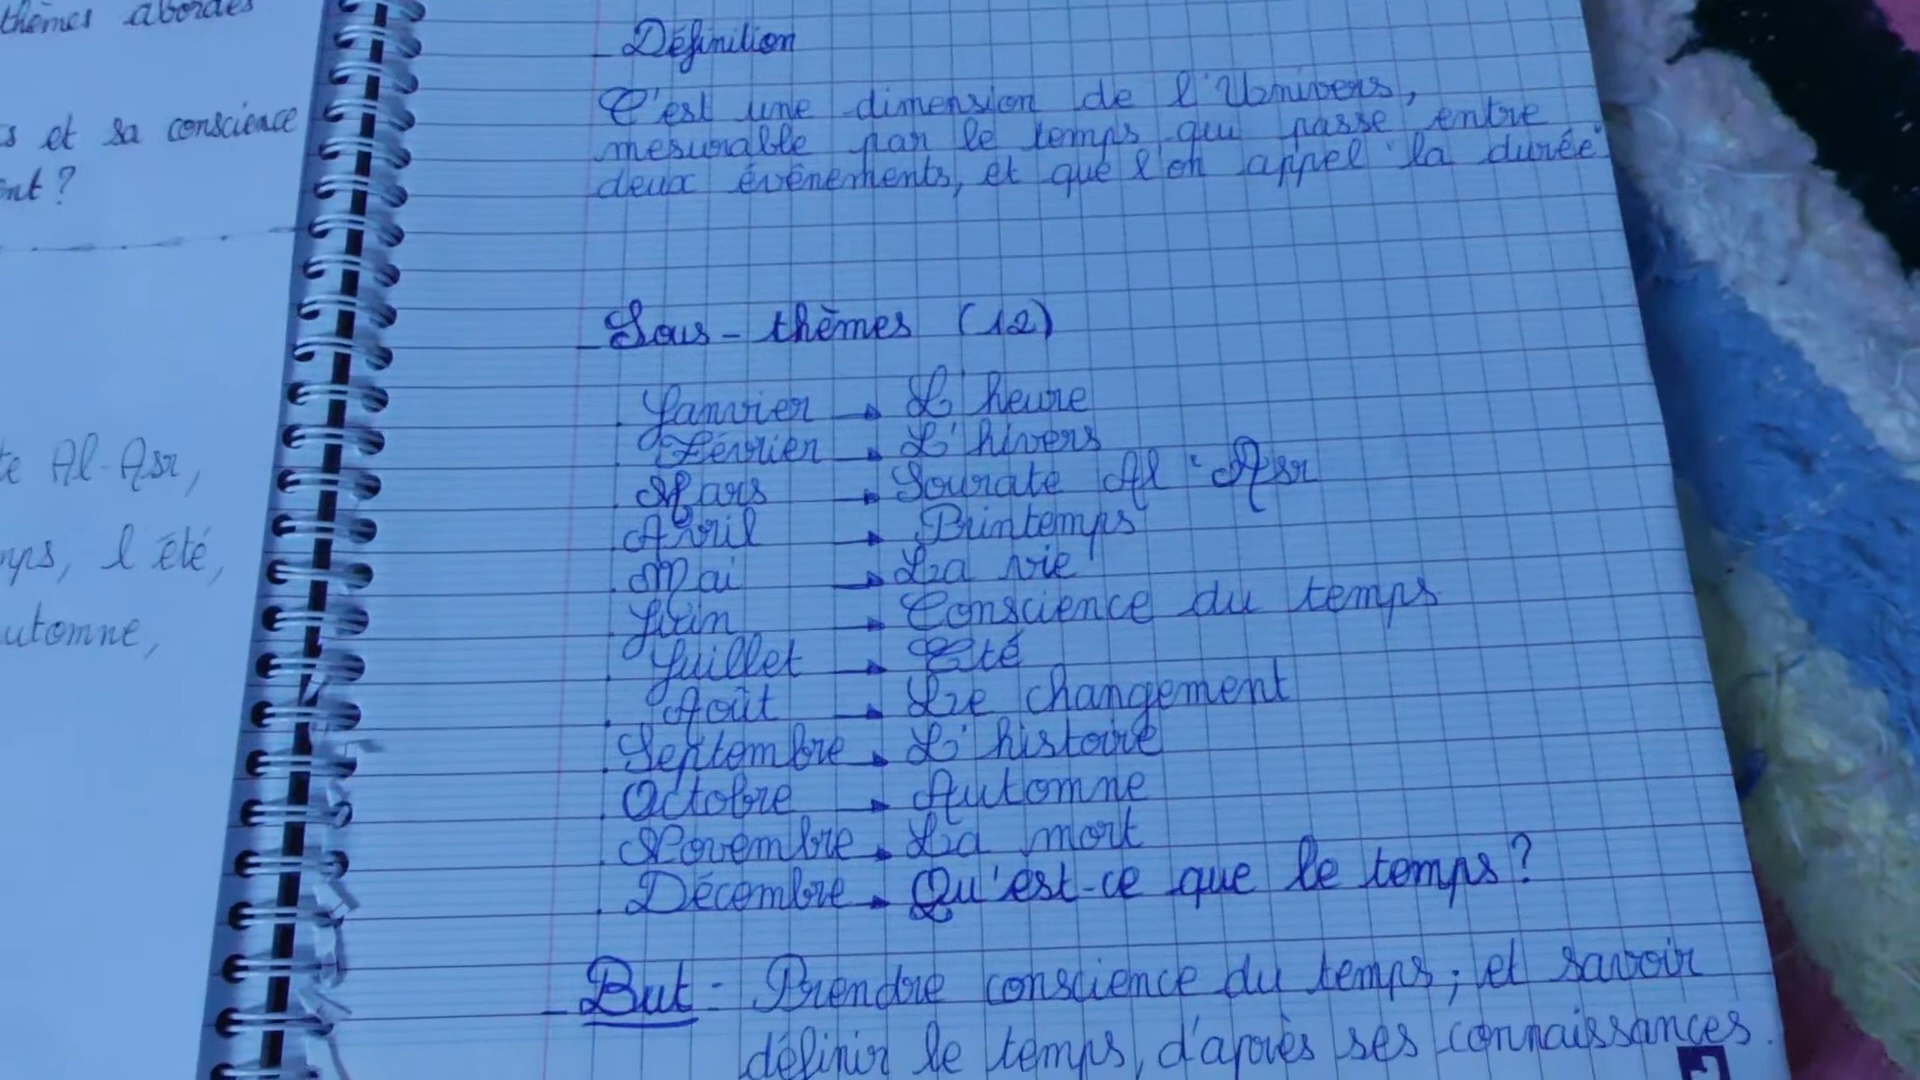 thèmes abordés
s et sa conscience
nt ?
te Al-Asr,
mps, l'été,
utomne,
- Définition
C'est une dimension de l'Univers,
mesurable par le temps qui passe entre
deux évènements, et que l'on appel "la durée"
- Sous-thèmes (12)
. Janvier → L'heure
. Février → L'hivers
. Mars → Sourate Al 'Asr
. Avril → Printemps
. Mai → La vie
. Juin → Conscience du temps
. Juillet → Eté
. Août → Le changement
. Septembre → L'histoire
. Octobre → Automne
. Novembre → La mort
. Décembre → Qu'est-ce que le temps ?
- But - Prendre conscience du temps ; et savoir
définir le temps, d'après ses connaissances.